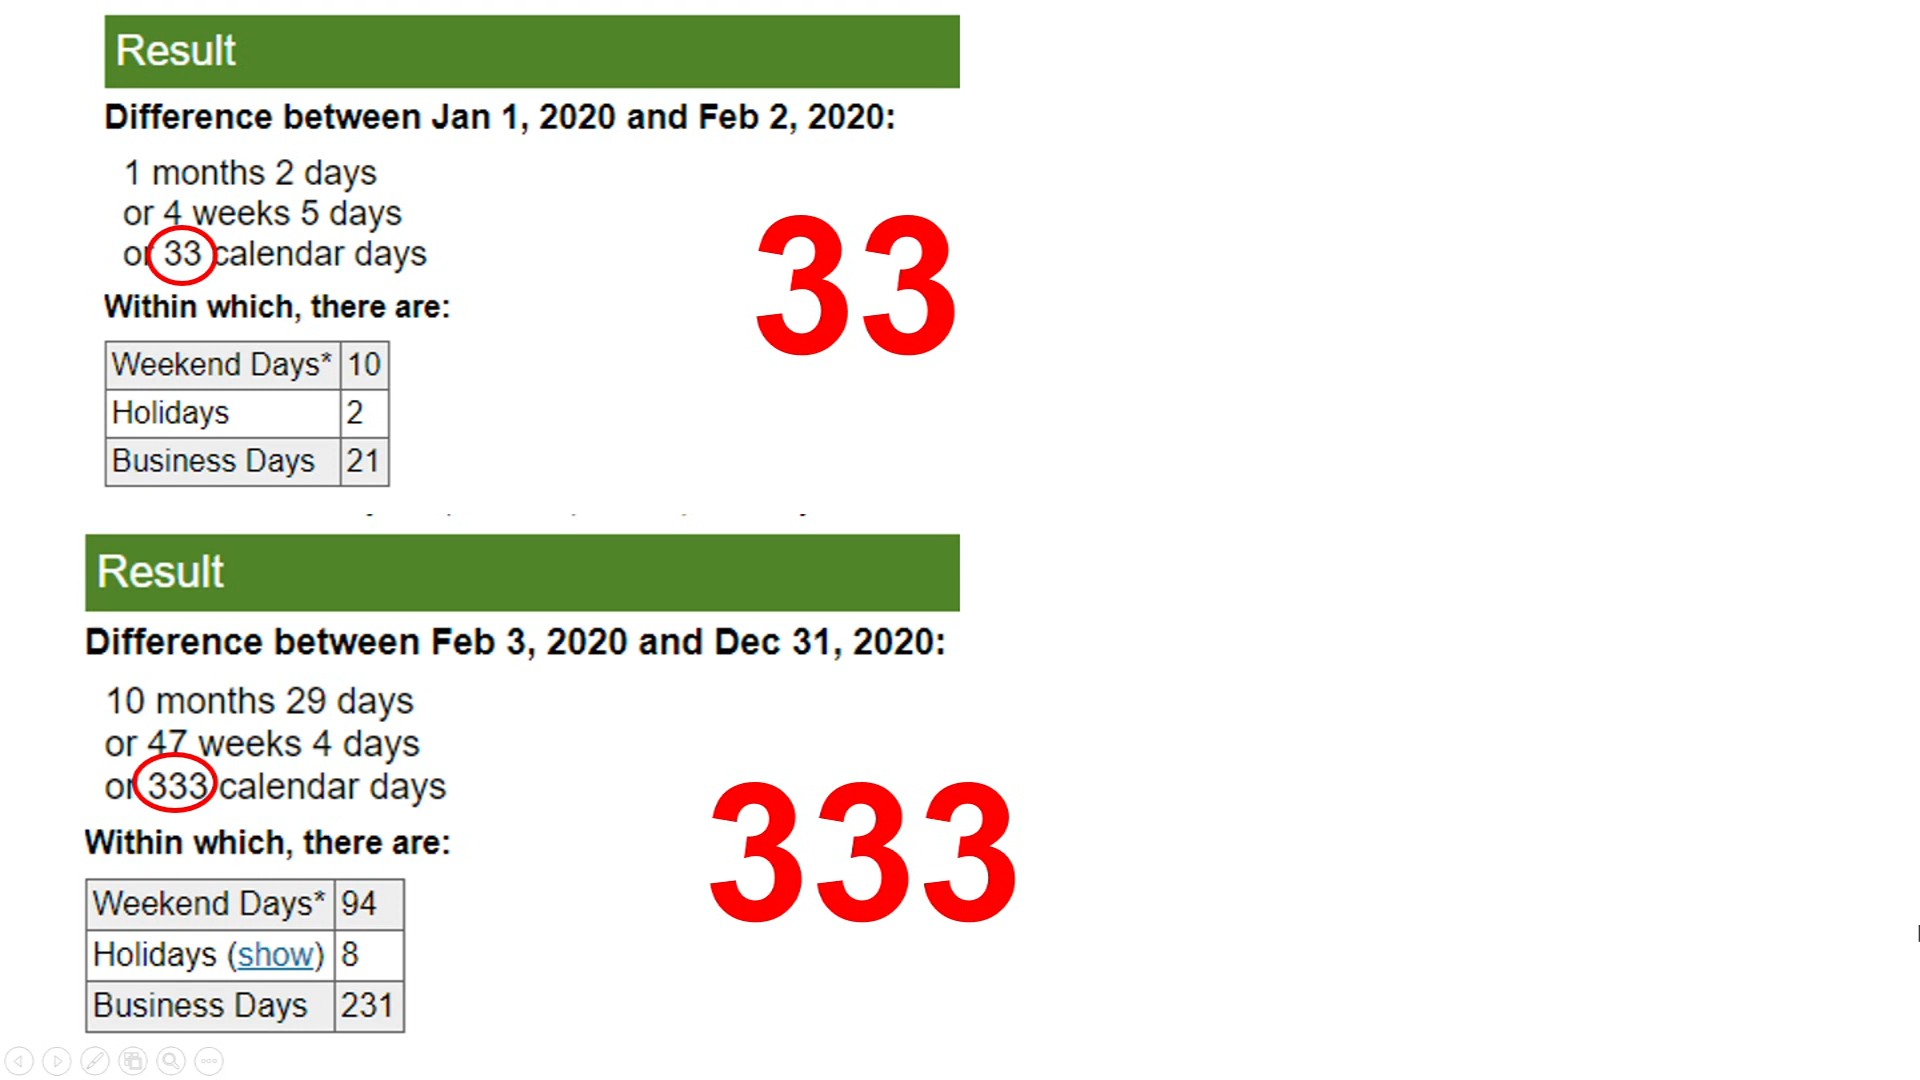 Result
Difference between Jan 1, 2020 and Feb 2, 2020:
1 months 2 days
or 4 weeks 5 days
or 33 calendar days
33
Within which, there are:
Weekend Days* 10
Holidays 2
Business Days 21
Result
Difference between Feb 3, 2020 and Dec 31, 2020:
10 months 29 days
or 47 weeks 4 days
or 333 calendar days
333
Within which, there are:
Weekend Days* 94
Holidays (show) 8
Business Days 231